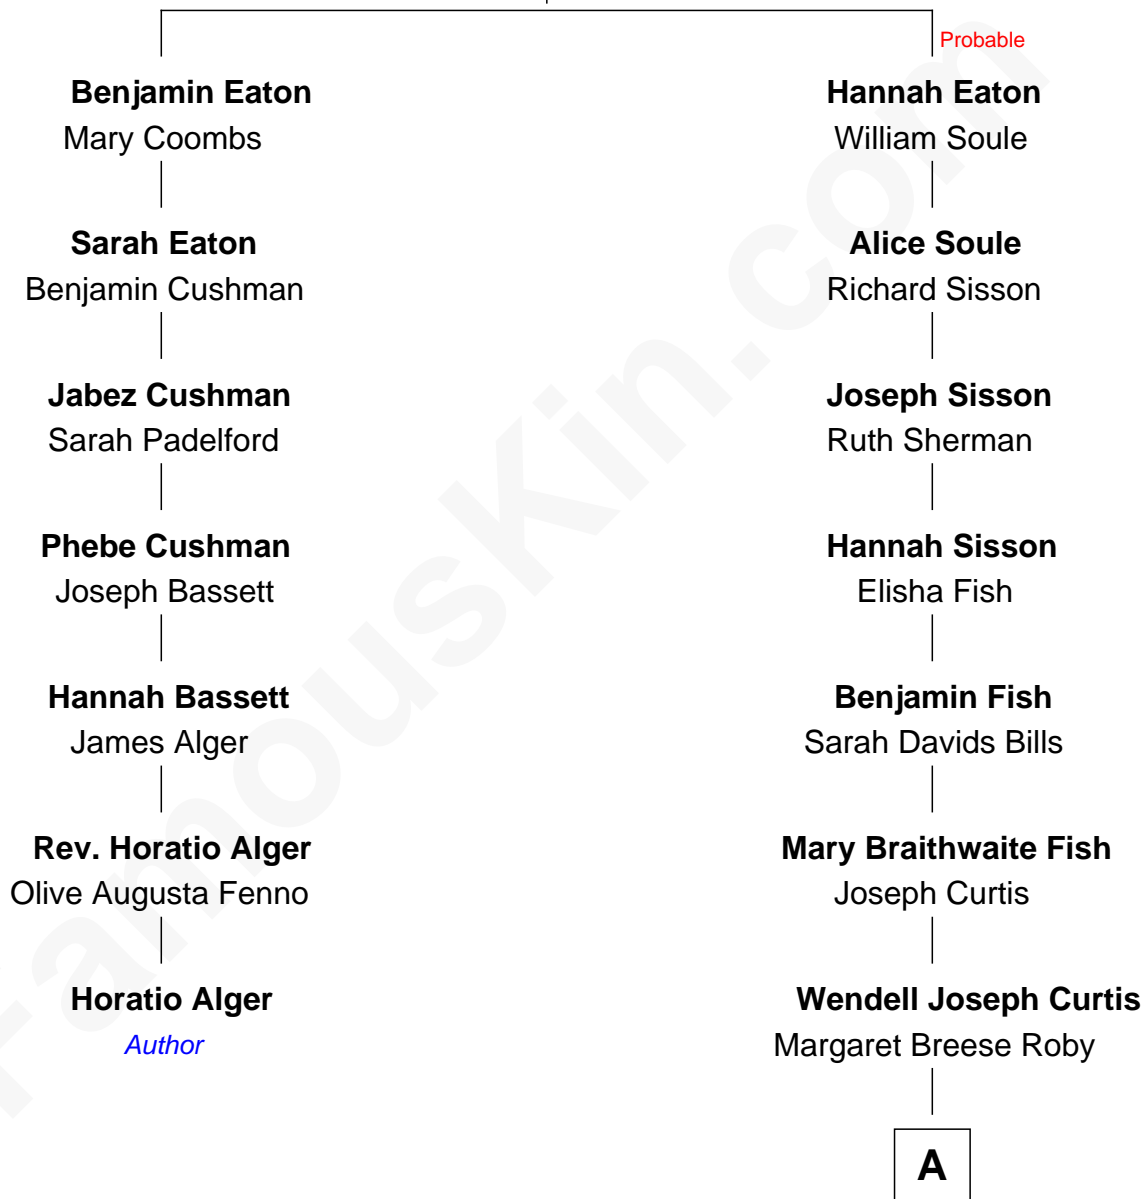 Probable
Benjamin Eaton
Mary Coombs
Hannah Eaton
William Soule
Sarah Eaton
Benjamin Cushman
Alice Soule
Richard Sisson
Jabez Cushman
Sarah Padelford
Joseph Sisson
Ruth Sherman
Phebe Cushman
Joseph Bassett
Hannah Sisson
Elisha Fish
Hannah Bassett
James Alger
Benjamin Fish
Sarah Davids Bills
Rev. Horatio Alger
Olive Augusta Fenno
Mary Braithwaite Fish
Joseph Curtis
Horatio Alger
Author
Wendell Joseph Curtis
Margaret Breese Roby
A
FamousKin.com